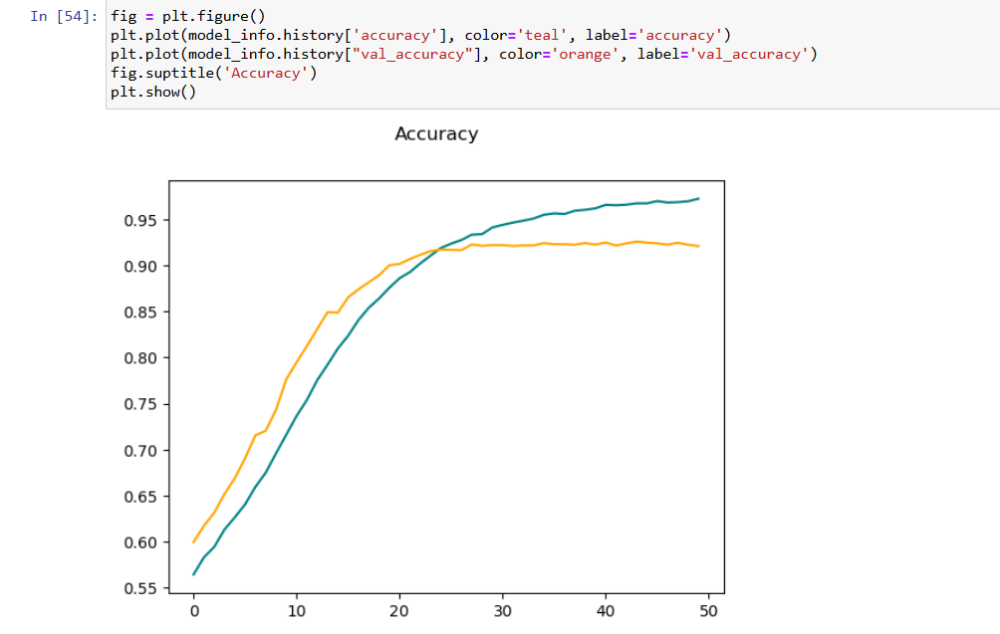 In [54]: fig = plt.figure()
plt.plot(model_info.history['accuracy'], color='teal', label='accuracy')
plt.plot(model_info.history["val_accuracy"], color='orange', label='val_accuracy')
fig.suptitle('Accuracy')
plt.show()
Accuracy
0.95
0.90
0.85
0.80
0.75
0.70
0.65
0.60
0.55
0 10 20 30 40 50